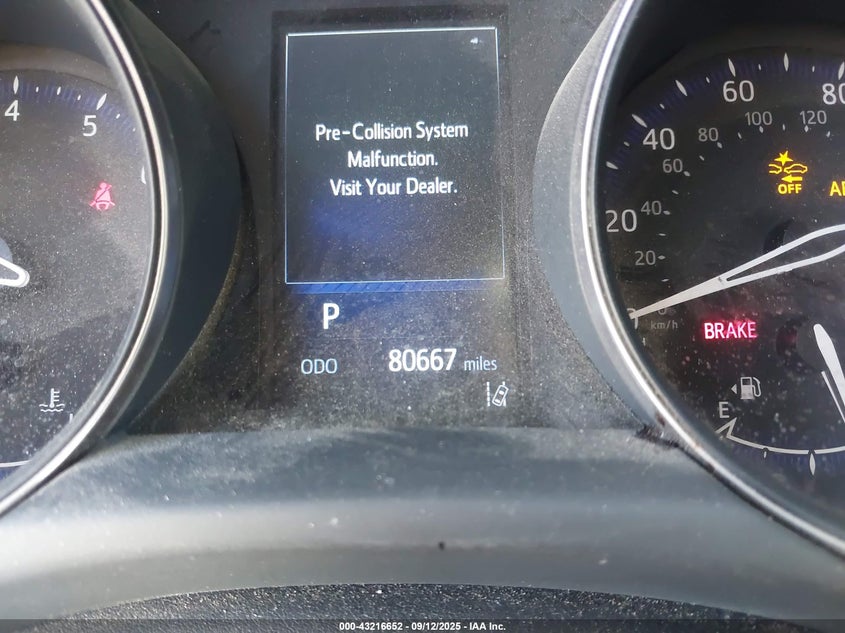 Pre-Collision System
Malfunction.
Visit Your Dealer.
P
ODO 80667 miles
4
5
20
40
60
80
20
40
60
80
100
120
km/h
OFF
BRAKE
E
000-43216652 - 09/12/2025 - IAA Inc.